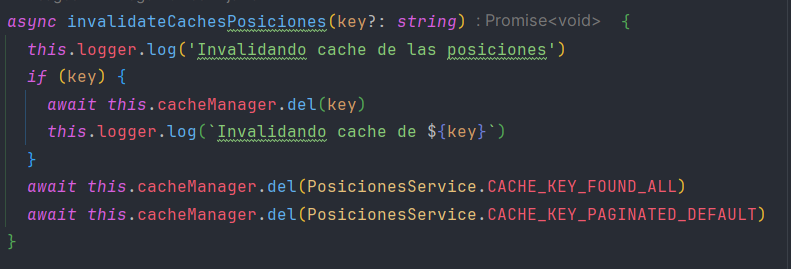 async invalidateCachesPosiciones(key?: string) : Promise<void> {
this.logger.log('Invalidando cache de las posiciones')
if (key) {
await this.cacheManager.del(key)
this.logger.log(`Invalidando cache de ${key}`)
}
await this.cacheManager.del(PosicionesService.CACHE_KEY_FOUND_ALL)
await this.cacheManager.del(PosicionesService.CACHE_KEY_PAGINATED_DEFAULT)
}